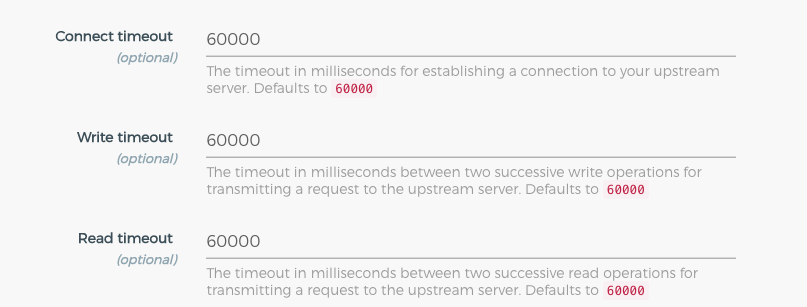 Connect timeout 60000
(optional)
The timeout in milliseconds for establishing a connection to your upstream
server. Defaults to 60000
Write timeout 60000
(optional)
The timeout in milliseconds between two successive write operations for
transmitting a request to the upstream server. Defaults to 60000
Read timeout 60000
(optional)
The timeout in milliseconds between two successive read operations for
transmitting a request to the upstream server. Defaults to 60000